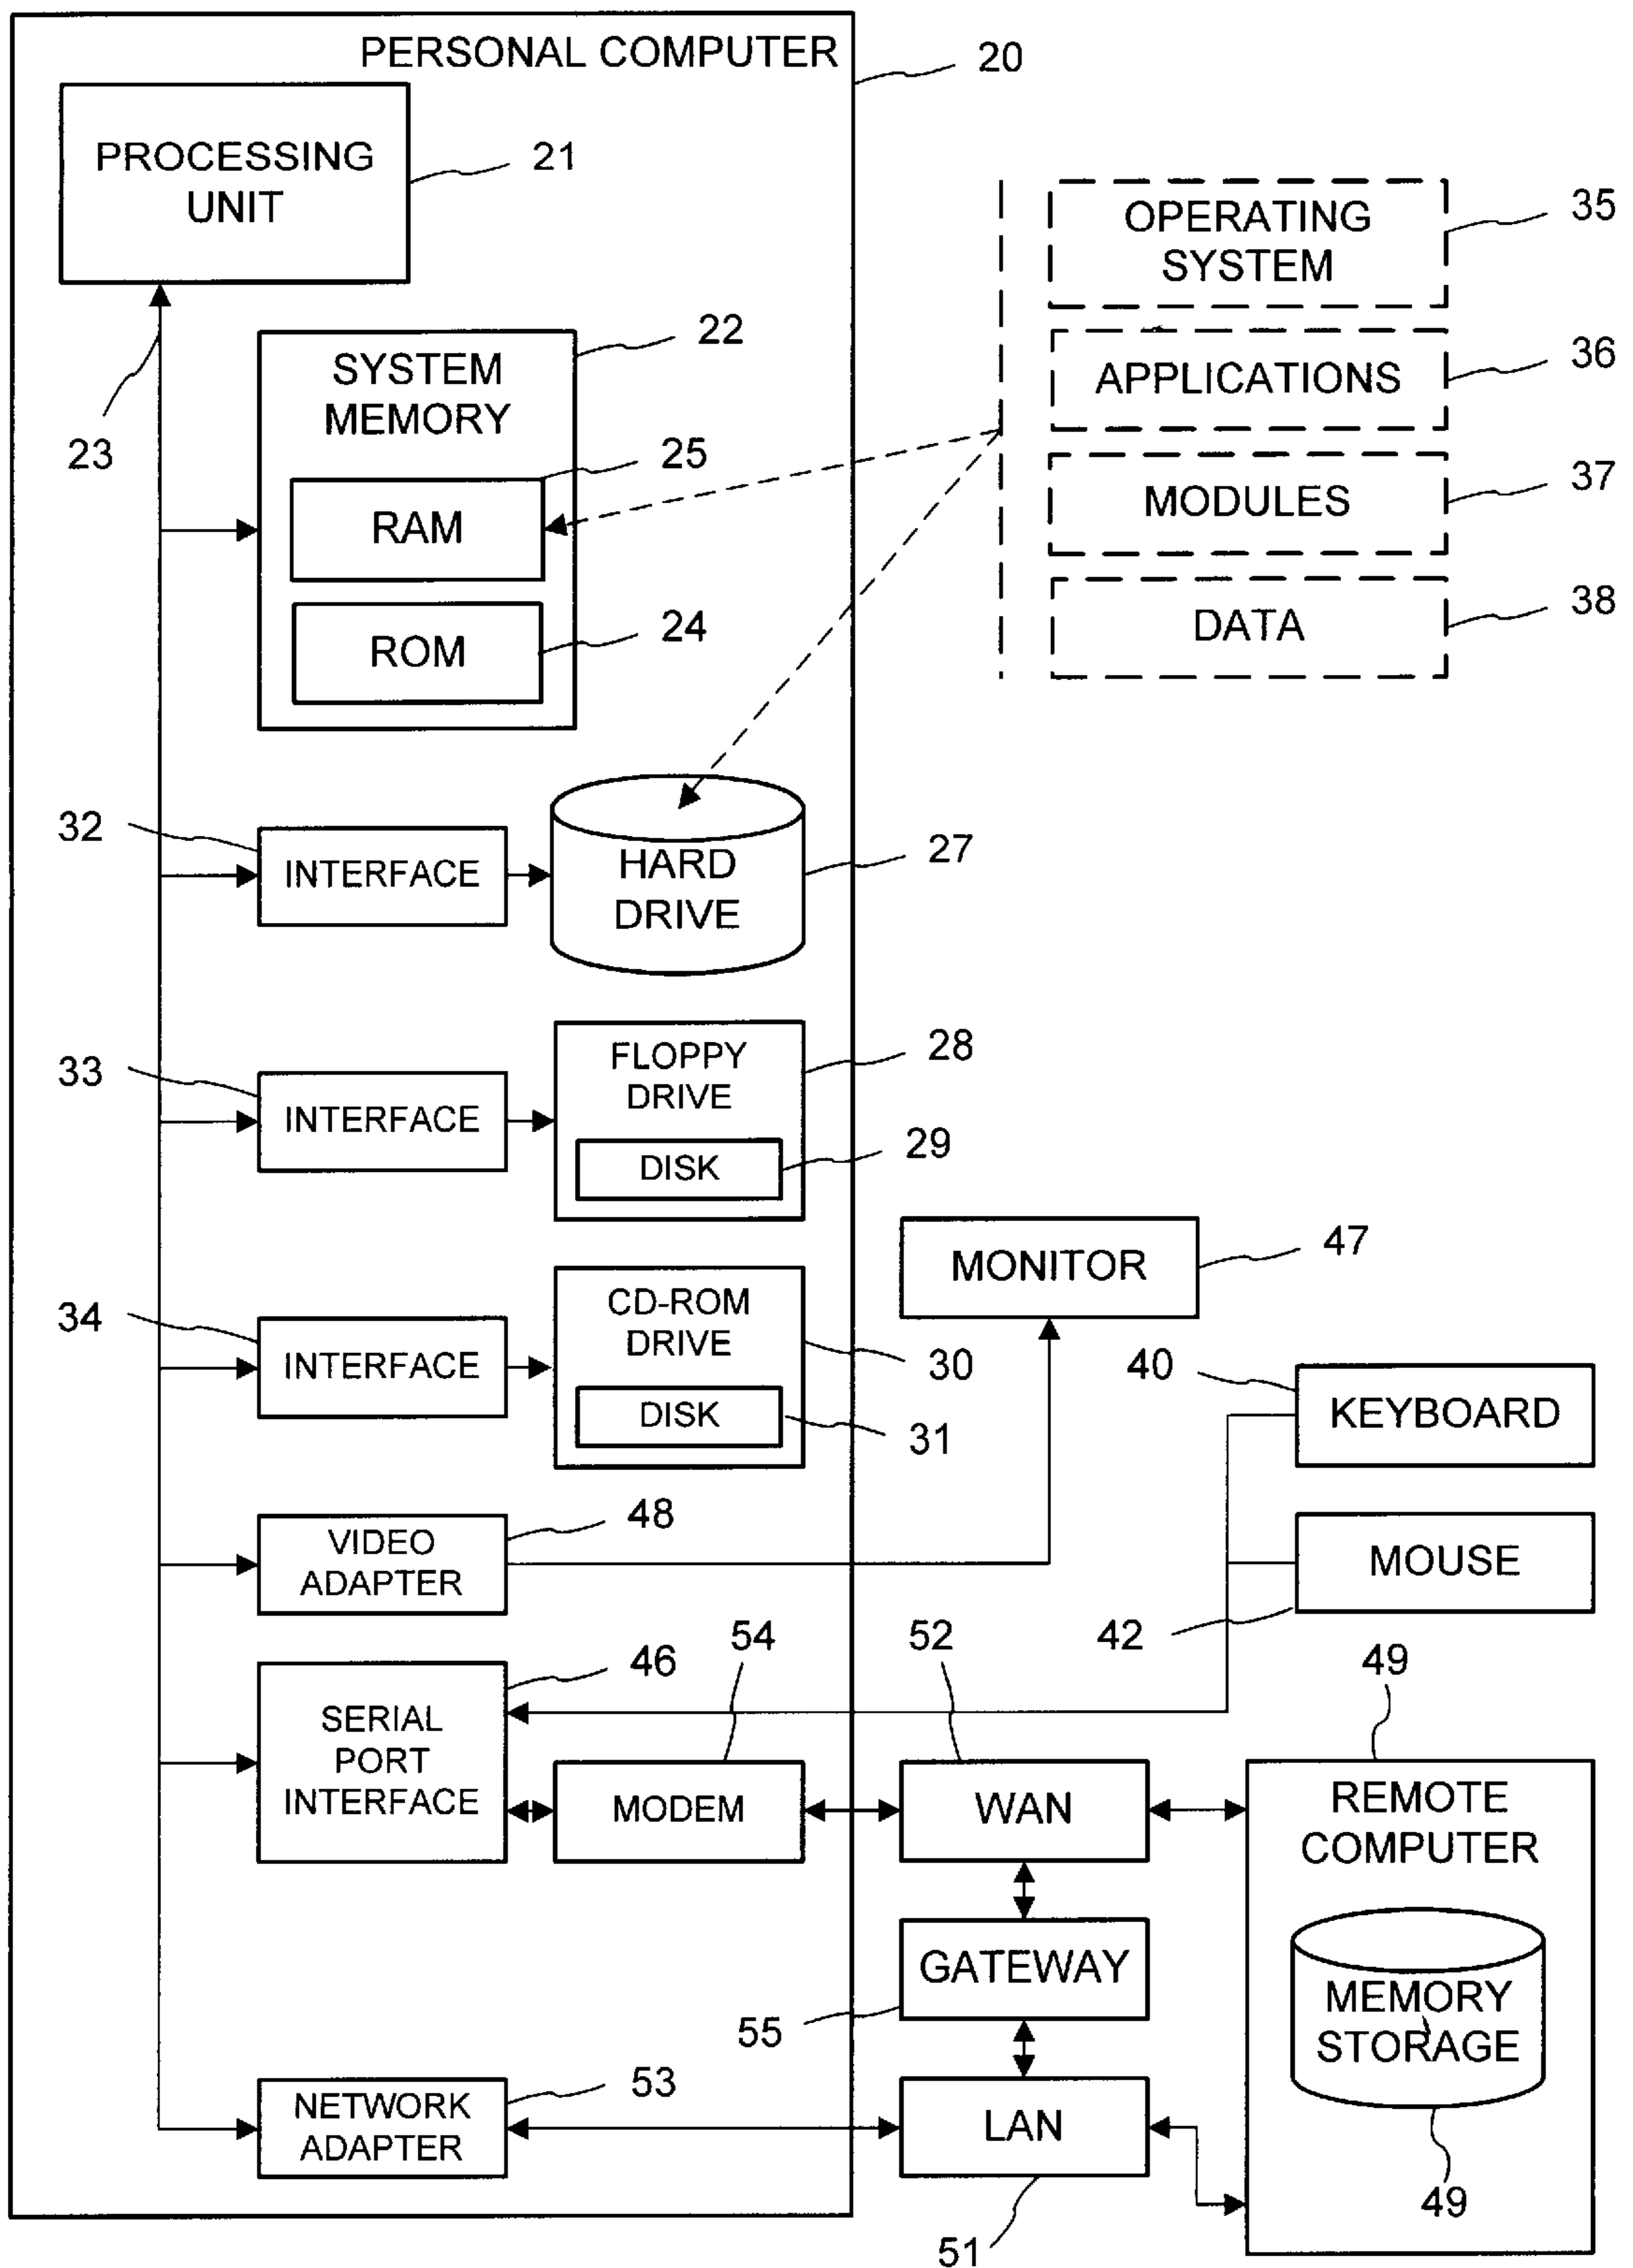 PERSONAL COMPUTER
20
PROCESSING
UNIT
21
23
SYSTEM
MEMORY
22
RAM
25
ROM
24
OPERATING
SYSTEM
35
APPLICATIONS
36
MODULES
37
DATA
38
32
INTERFACE
HARD
DRIVE
27
33
INTERFACE
FLOPPY
DRIVE
28
DISK
29
34
INTERFACE
CD-ROM
DRIVE
30
DISK
31
MONITOR
47
40
KEYBOARD
MOUSE
42
VIDEO
ADAPTER
48
SERIAL
PORT
INTERFACE
46
54
MODEM
52
WAN
49
REMOTE
COMPUTER
MEMORY
STORAGE
49
GATEWAY
55
NETWORK
ADAPTER
53
LAN
51